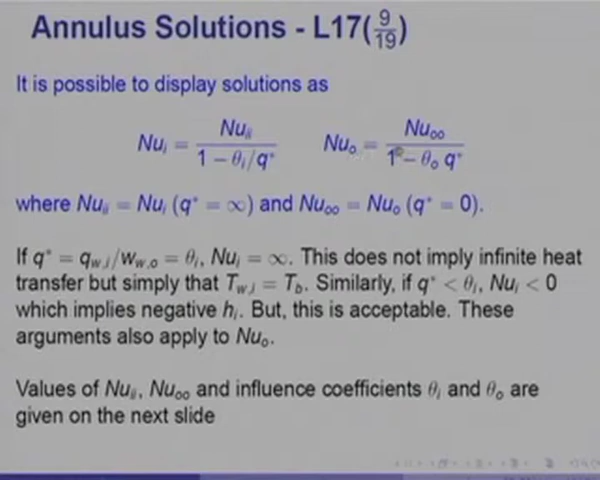 Annulus Solutions - L17(9/19)
It is possible to display solutions as
Nu_i = Nu_ii / (1 − θ_i/q*)    Nu_o = Nu_oo / (1 − θ_o q*)
where Nu_ii = Nu_i (q* = ∞) and Nu_oo = Nu_o (q* = 0).
If q* = q_w,i/w_w,o = θ_i, Nu_i = ∞. This does not imply infinite heat
transfer but simply that T_w,i = T_b. Similarly, if q* < θ_i, Nu_i < 0
which implies negative h_i. But, this is acceptable. These
arguments also apply to Nu_o.
Values of Nu_ii, Nu_oo and influence coefficients θ_i and θ_o are
given on the next slide